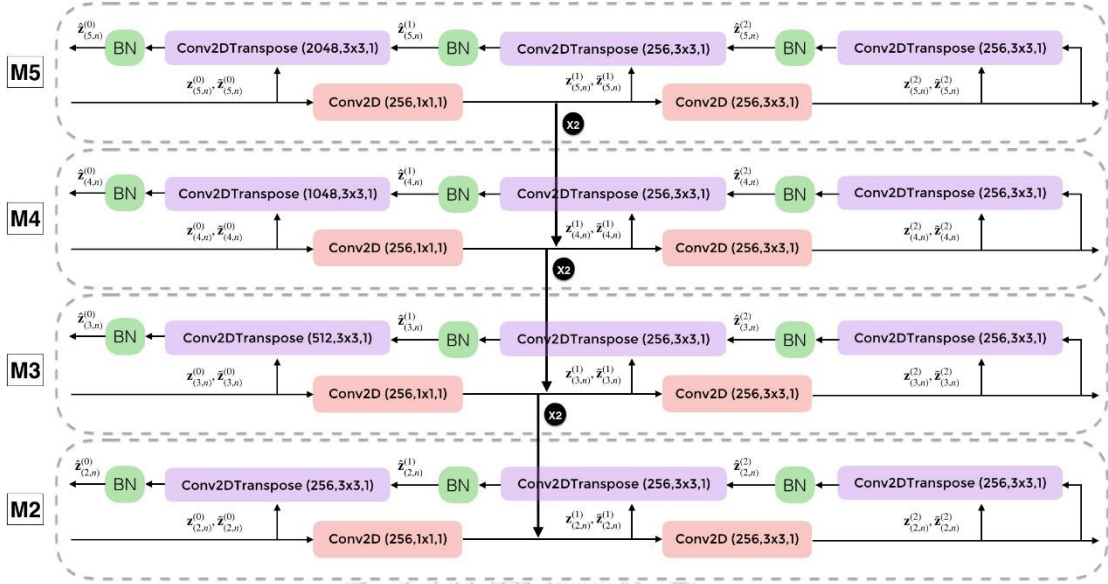 ẑ₍₅,ₙ₎⁽⁰⁾ BN Conv2DTranspose (2048,3x3,1) ẑ₍₅,ₙ₎⁽¹⁾ BN Conv2DTranspose (256,3x3,1) ẑ₍₅,ₙ₎⁽²⁾ BN Conv2DTranspose (256,3x3,1)
M5
z₍₅,ₙ₎⁽⁰⁾, z̃₍₅,ₙ₎⁽⁰⁾ z₍₅,ₙ₎⁽¹⁾, z̃₍₅,ₙ₎⁽¹⁾ z₍₅,ₙ₎⁽²⁾, z̃₍₅,ₙ₎⁽²⁾
Conv2D (256,1x1,1) Conv2D (256,3x3,1)
X2
ẑ₍₄,ₙ₎⁽⁰⁾ BN Conv2DTranspose (1048,3x3,1) ẑ₍₄,ₙ₎⁽¹⁾ BN Conv2DTranspose (256,3x3,1) ẑ₍₄,ₙ₎⁽²⁾ BN Conv2DTranspose (256,3x3,1)
M4
z₍₄,ₙ₎⁽⁰⁾, z̃₍₄,ₙ₎⁽⁰⁾ z₍₄,ₙ₎⁽¹⁾, z̃₍₄,ₙ₎⁽¹⁾ z₍₄,ₙ₎⁽²⁾, z̃₍₄,ₙ₎⁽²⁾
Conv2D (256,1x1,1) Conv2D (256,3x3,1)
X2
ẑ₍₃,ₙ₎⁽⁰⁾ BN Conv2DTranspose (512,3x3,1) ẑ₍₃,ₙ₎⁽¹⁾ BN Conv2DTranspose (256,3x3,1) ẑ₍₃,ₙ₎⁽²⁾ BN Conv2DTranspose (256,3x3,1)
M3
z₍₃,ₙ₎⁽⁰⁾, z̃₍₃,ₙ₎⁽⁰⁾ z₍₃,ₙ₎⁽¹⁾, z̃₍₃,ₙ₎⁽¹⁾ z₍₃,ₙ₎⁽²⁾, z̃₍₃,ₙ₎⁽²⁾
Conv2D (256,1x1,1) Conv2D (256,3x3,1)
X2
ẑ₍₂,ₙ₎⁽⁰⁾ BN Conv2DTranspose (256,3x3,1) ẑ₍₂,ₙ₎⁽¹⁾ BN Conv2DTranspose (256,3x3,1) ẑ₍₂,ₙ₎⁽²⁾ BN Conv2DTranspose (256,3x3,1)
M2
z₍₂,ₙ₎⁽⁰⁾, z̃₍₂,ₙ₎⁽⁰⁾ z₍₂,ₙ₎⁽¹⁾, z̃₍₂,ₙ₎⁽¹⁾ z₍₂,ₙ₎⁽²⁾, z̃₍₂,ₙ₎⁽²⁾
Conv2D (256,1x1,1) Conv2D (256,3x3,1)